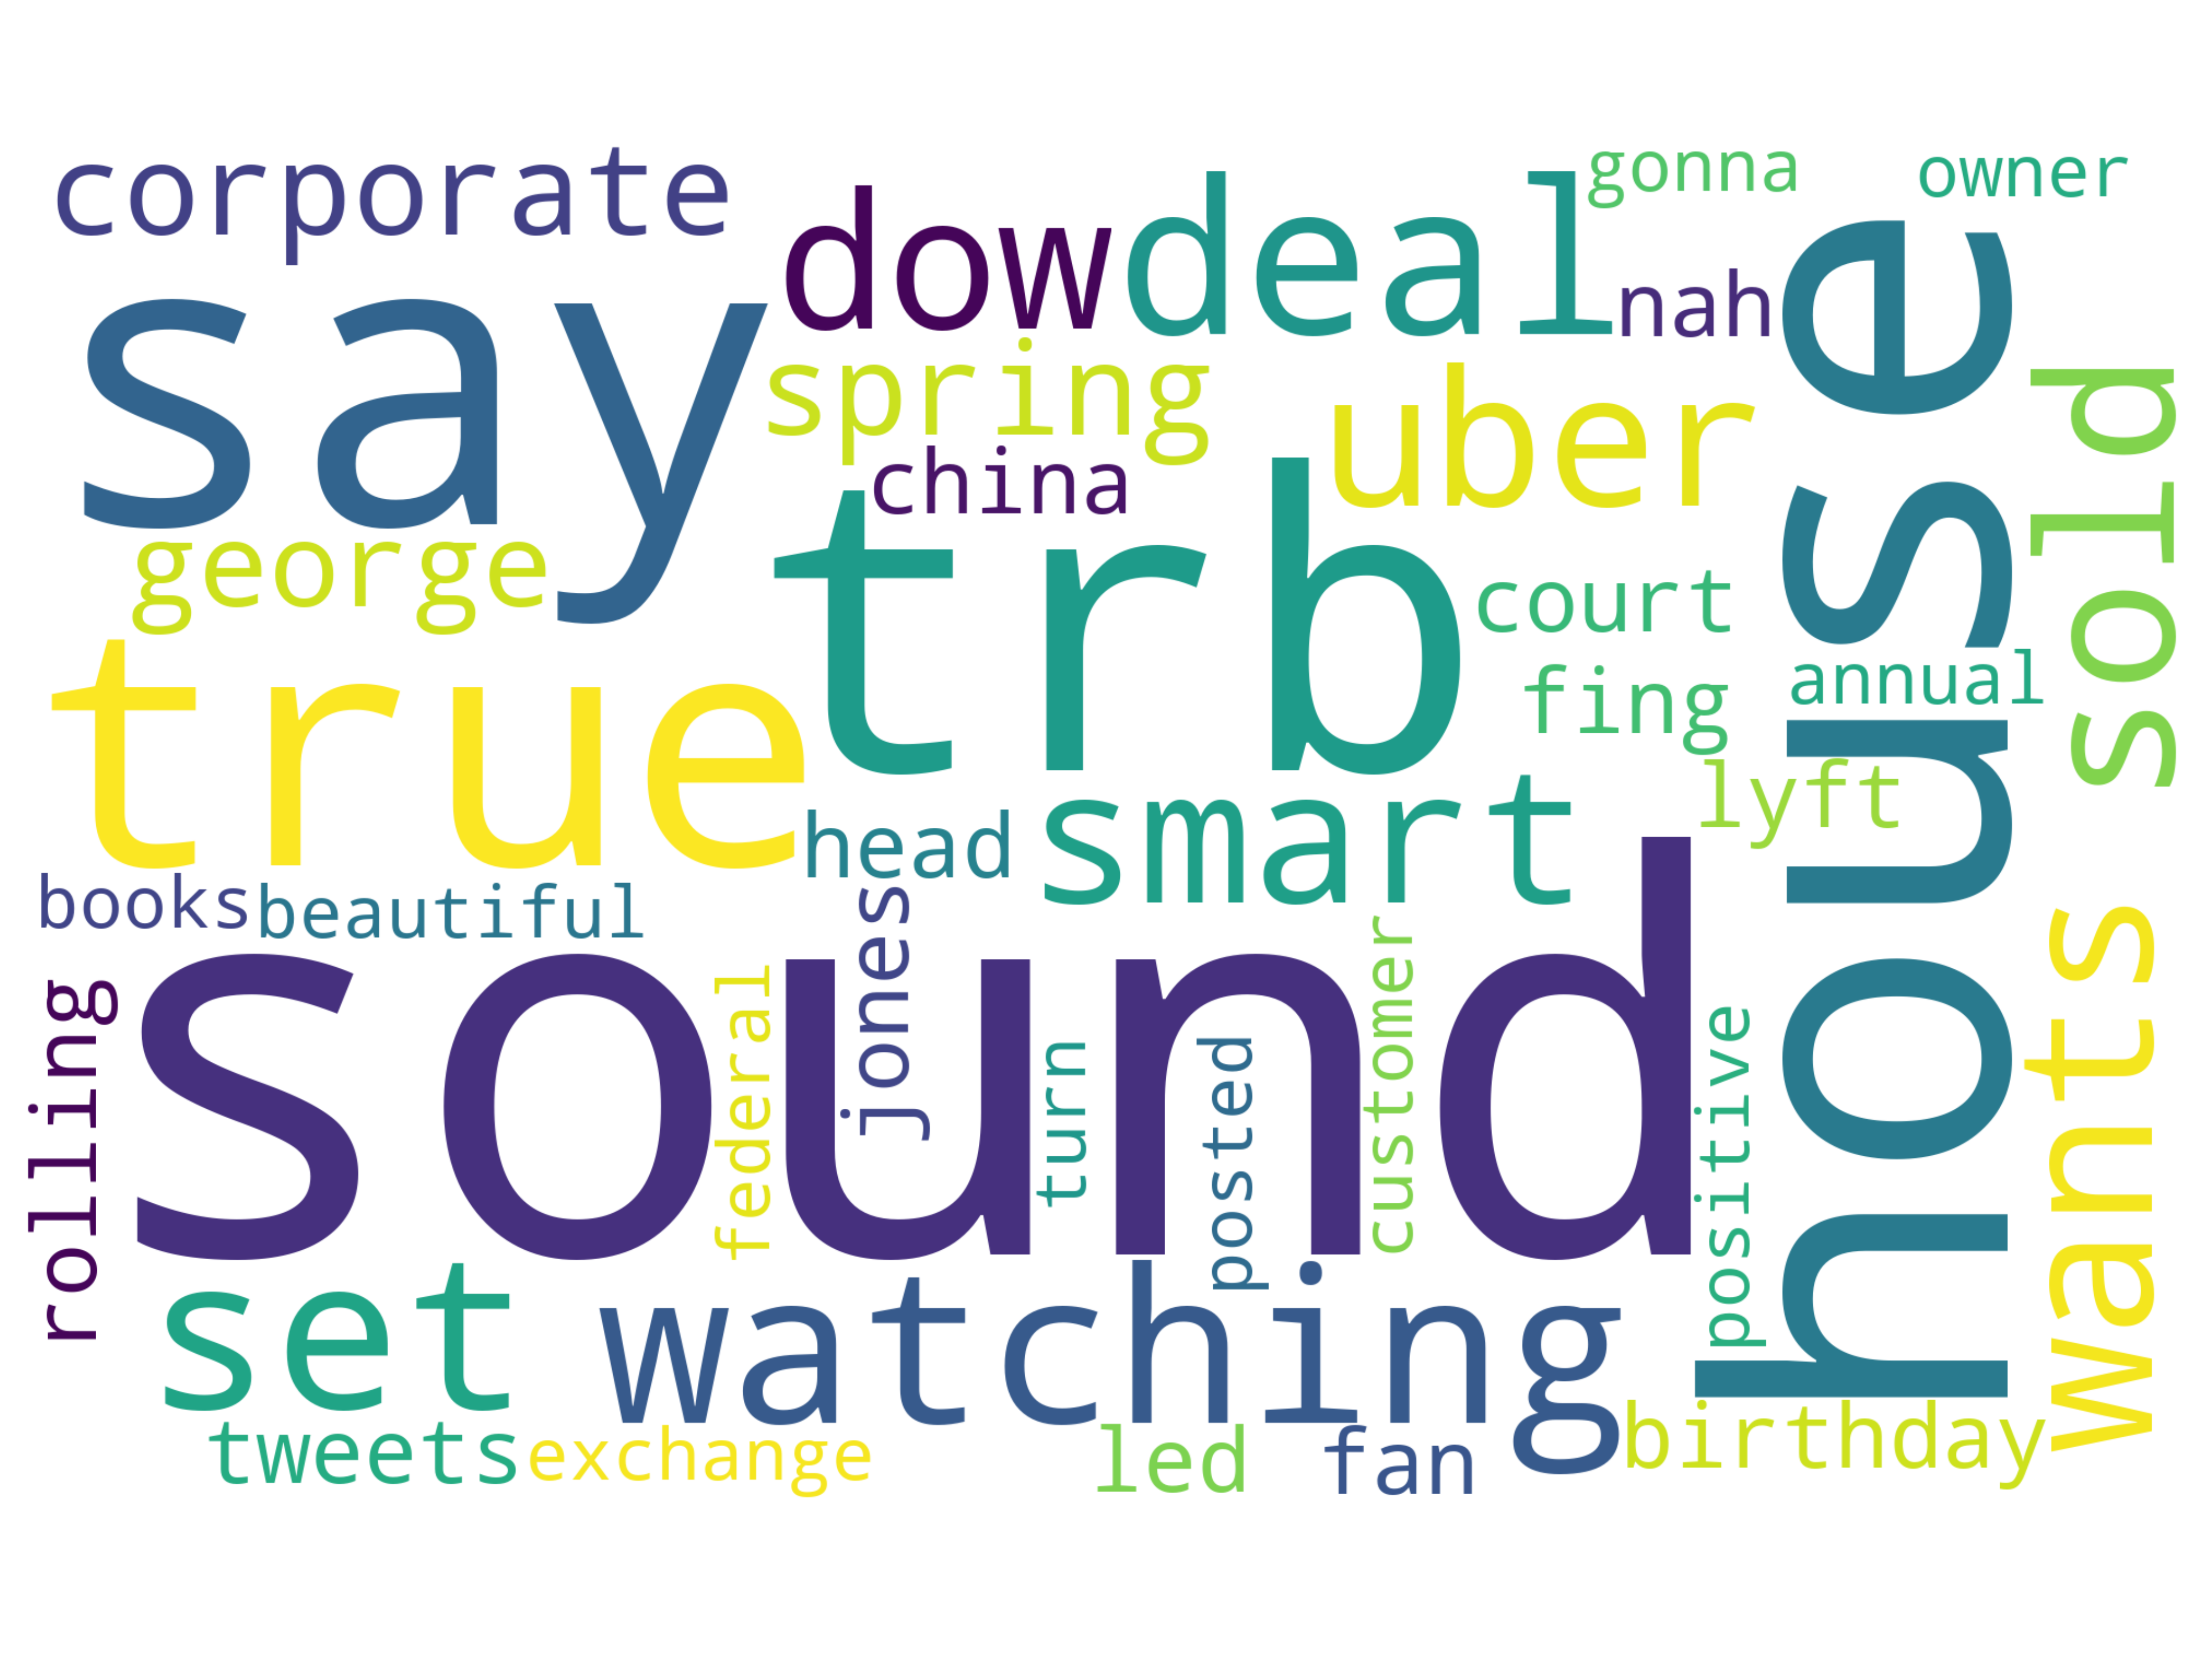 corporate
gonna
owner
dow
deal
say
nah
spring
uber
china
sold
house
trb
george
court
true
fing
annual
lyft
smart
head
books
beautiful
sound
jones
wants
customer
federal
rolling
positive
turn
posted
set
watching
birthday
tweets
exchange
led
fan